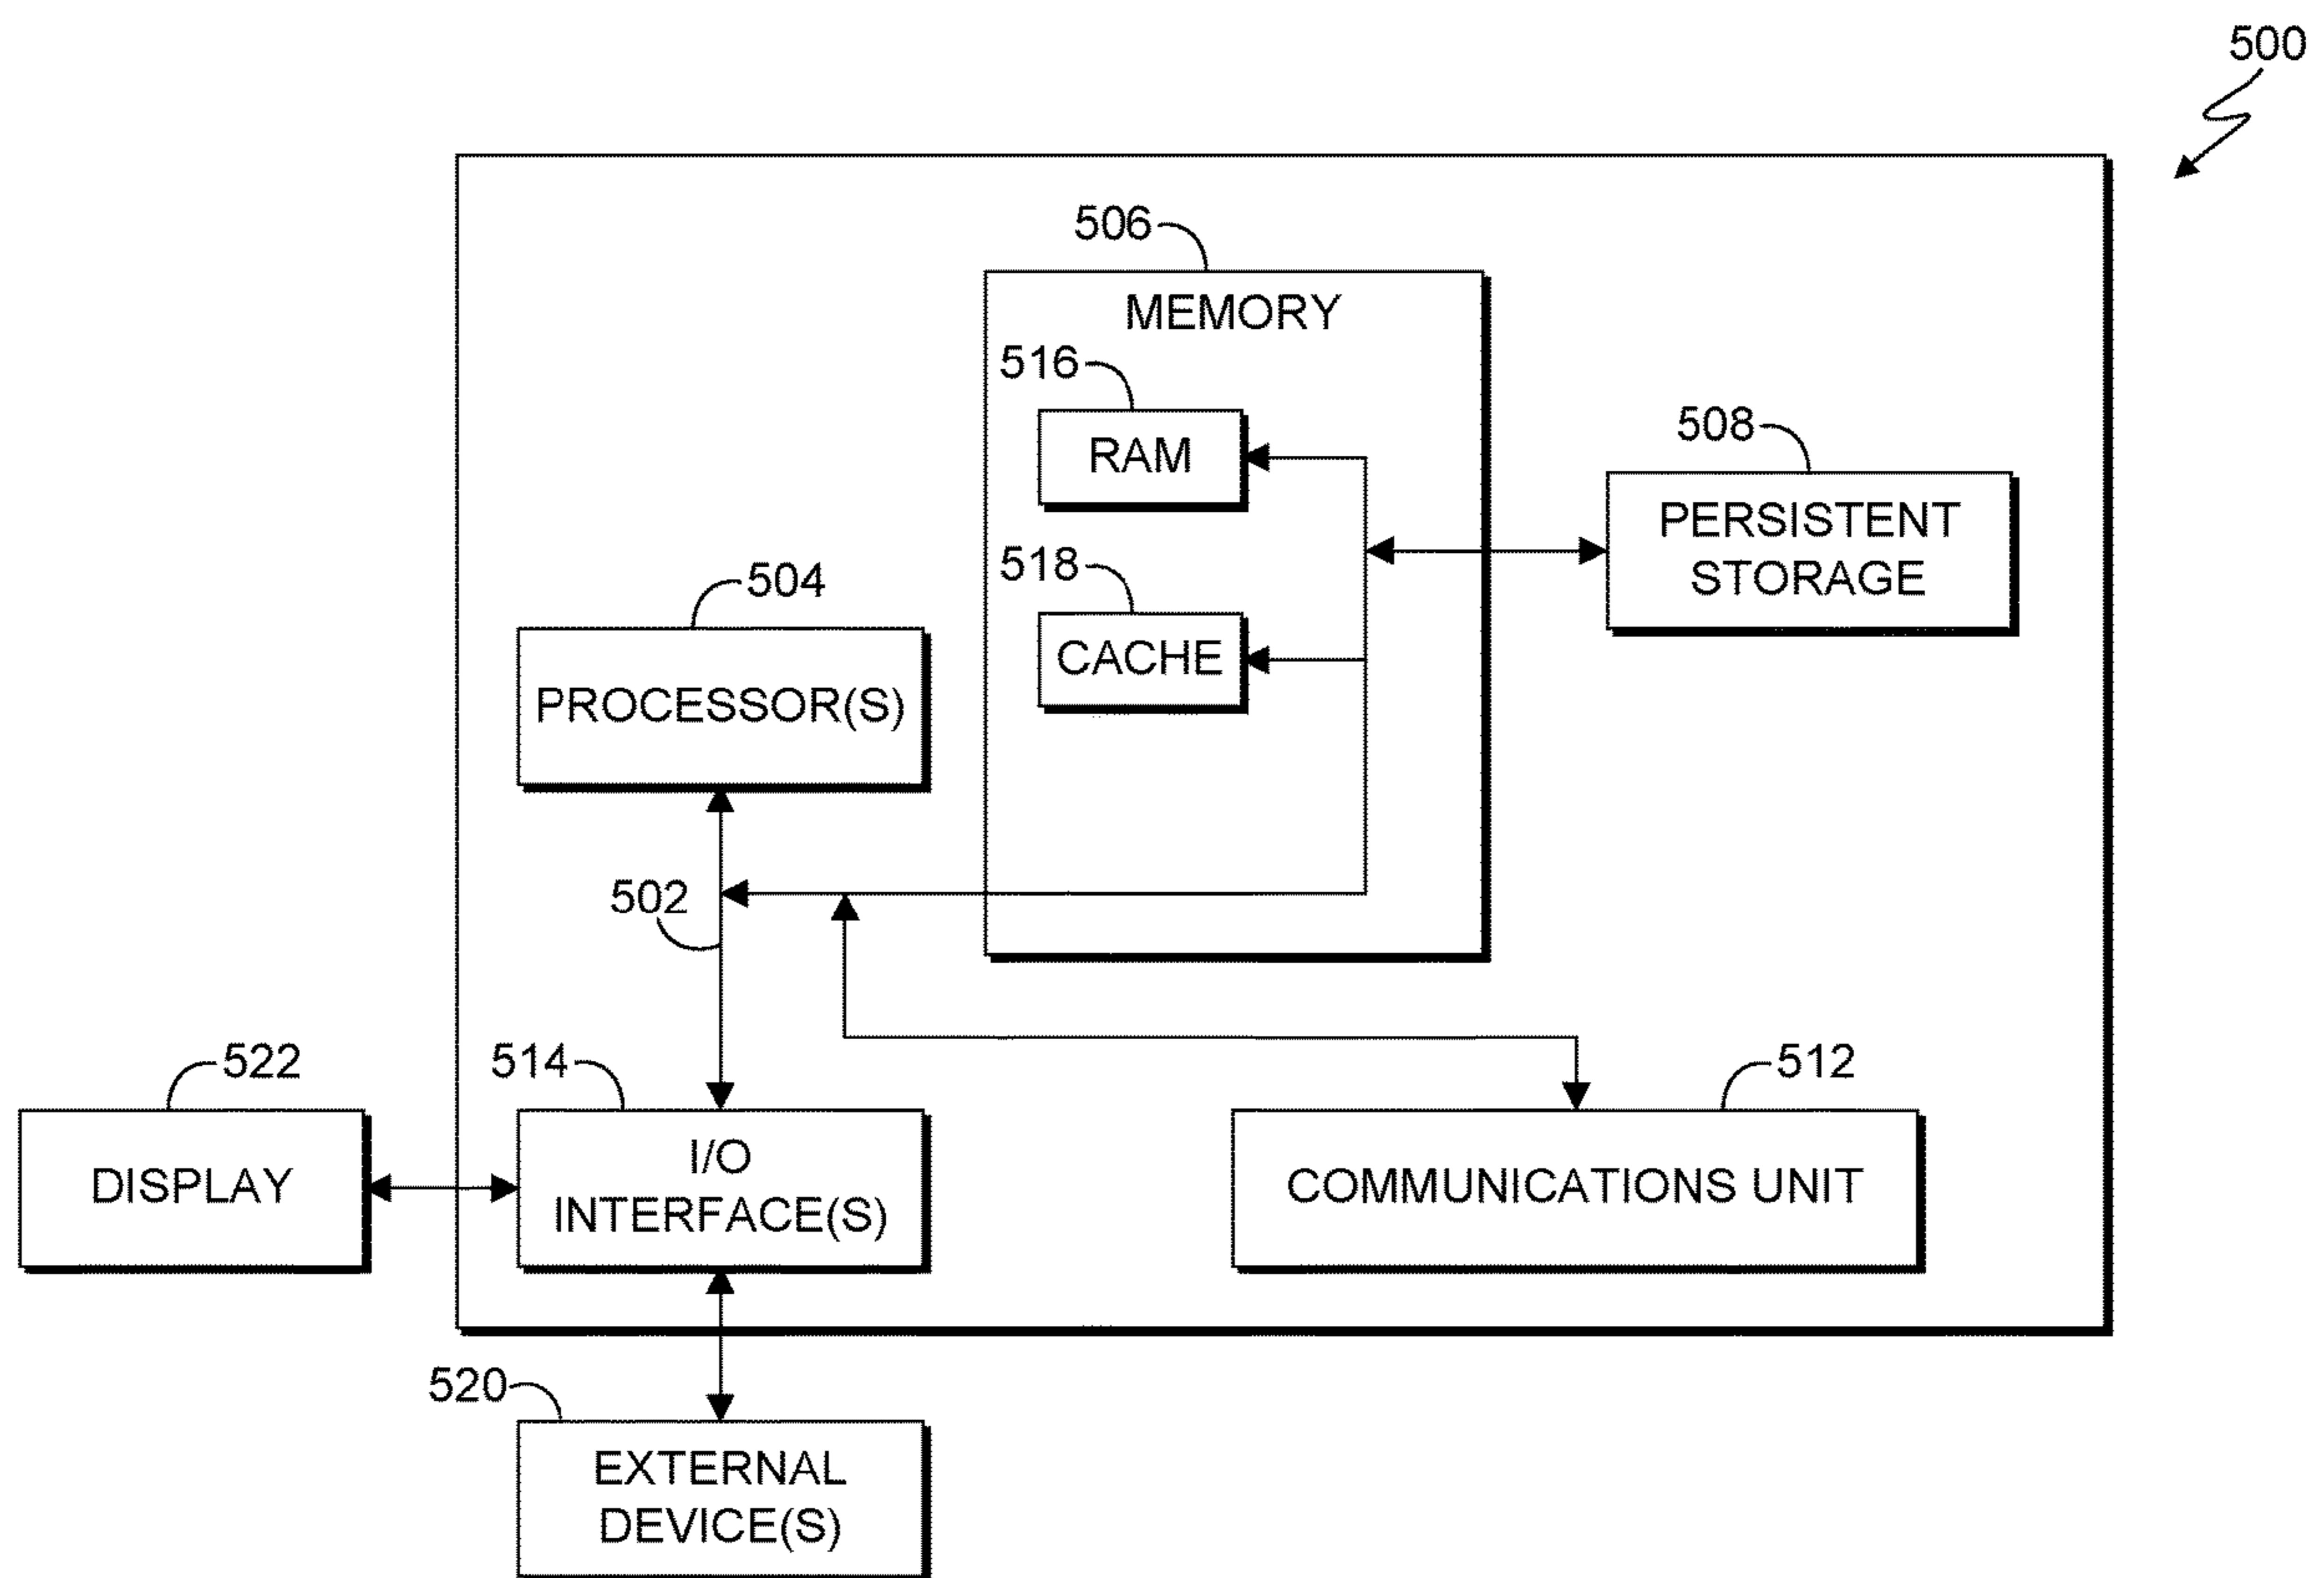 500
506
MEMORY
516
RAM
508
PERSISTENT
STORAGE
518
CACHE
504
PROCESSOR(S)
502
522
DISPLAY
514
I/O
INTERFACE(S)
512
COMMUNICATIONS UNIT
520
EXTERNAL
DEVICE(S)